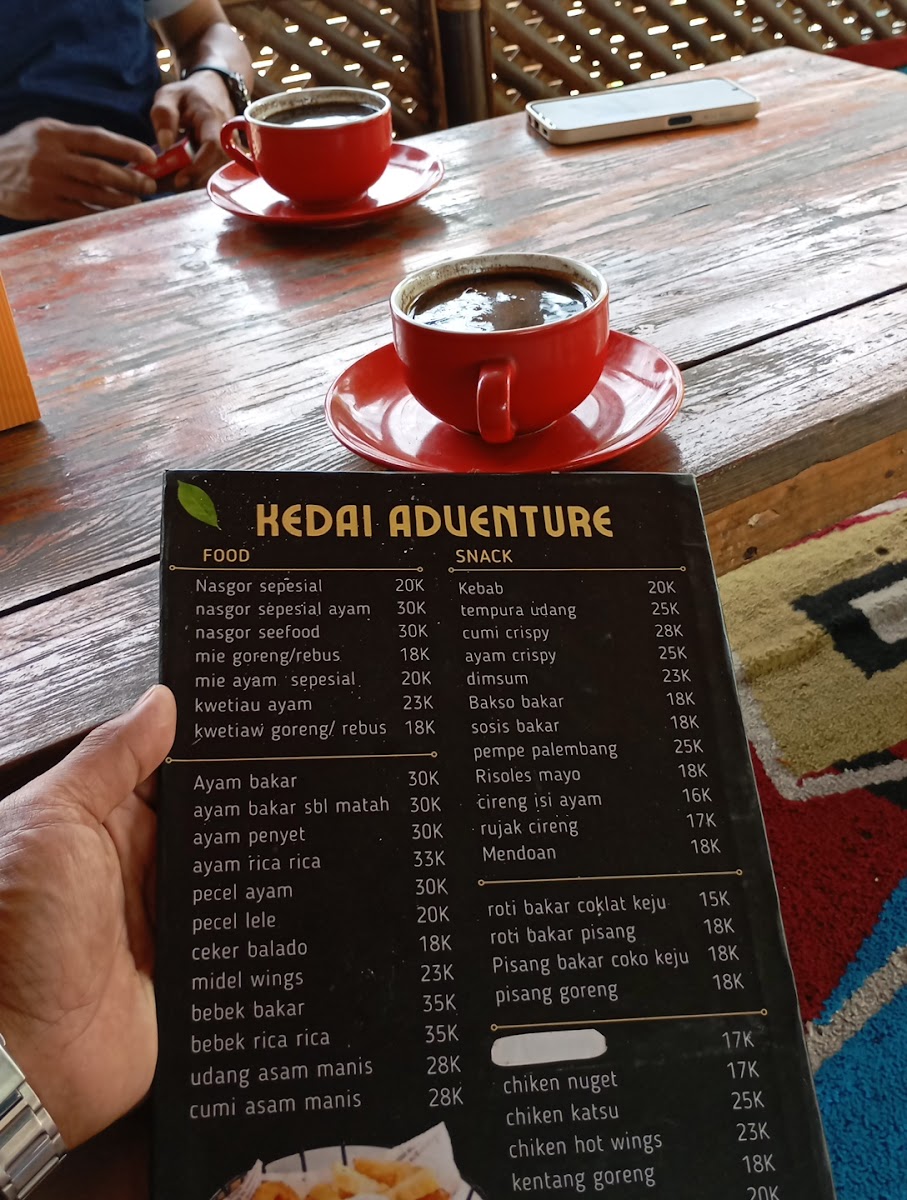 KEDAI ADVENTURE
FOOD
Nasgor sepesial 20K
nasgor sepesial ayam 30K
nasgor seefood 30K
mie goreng/rebus 18K
mie ayam sepesial 20K
kwetiau ayam 23K
kwetiaw goreng/ rebus 18K
Ayam bakar 30K
ayam bakar sbl matah 30K
ayam penyet 30K
ayam rica rica 33K
pecel ayam 30K
pecel lele 20K
ceker balado 18K
midel wings 23K
bebek bakar 35K
bebek rica rica 35K
udang asam manis 28K
cumi asam manis 28K
SNACK
Kebab 20K
tempura udang 25K
cumi crispy 28K
ayam crispy 25K
dimsum 23K
Bakso bakar 18K
sosis bakar 18K
pempe palembang 25K
Risoles mayo 18K
cireng isi ayam 16K
rujak cireng 17K
Mendoan 18K
roti bakar coklat keju 15K
roti bakar pisang 18K
Pisang bakar coko keju 18K
pisang goreng 18K
17K
chiken nuget 17K
chiken katsu 25K
chiken hot wings 23K
kentang goreng 18K
20K